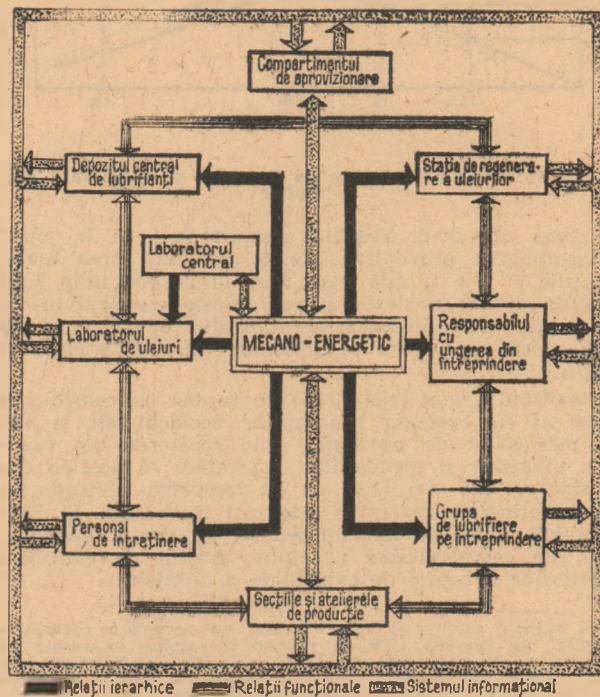 Compartimentul
de aprovizionare
Depozitul central
de lubrifianti
Stația de regenera-
re a uleiurilor
Laboratorul
central
Laboratorul
de uleiuri
MECANO-ENERGETIC
Responsabilul
cu
ungerea din
întreprindere
Personal
de întreținere
Grupa
de lubrifiere
pe întreprindere
Secțiile și atelierele
de producție
Relații ierarhice
Relații funcționale
Sistemul informațional